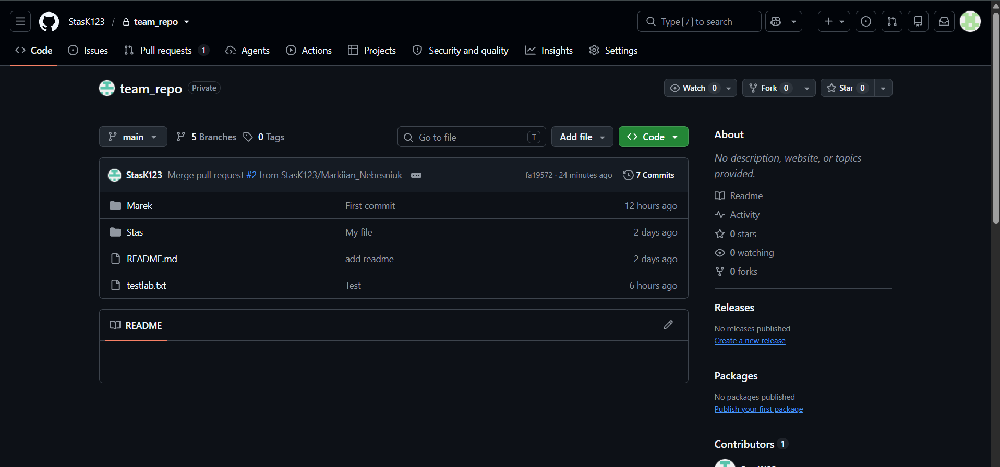 StasK123 / team_repo
Type / to search
Code Issues Pull requests 1 Agents Actions Projects Security and quality Insights Settings
team_repo Private
Watch 0 Fork 0 Star 0
main 5 Branches 0 Tags
Go to file T Add file Code
StasK123 Merge pull request #2 from StasK123/Markiian_Nebesniuk fa19572 · 24 minutes ago 7 Commits
Marek First commit 12 hours ago
Stas My file 2 days ago
README.md add readme 2 days ago
testlab.txt Test 6 hours ago
README
About
No description, website, or topics
provided.
Readme
Activity
0 stars
0 watching
0 forks
Releases
No releases published
Create a new release
Packages
No packages published
Publish your first package
Contributors 1